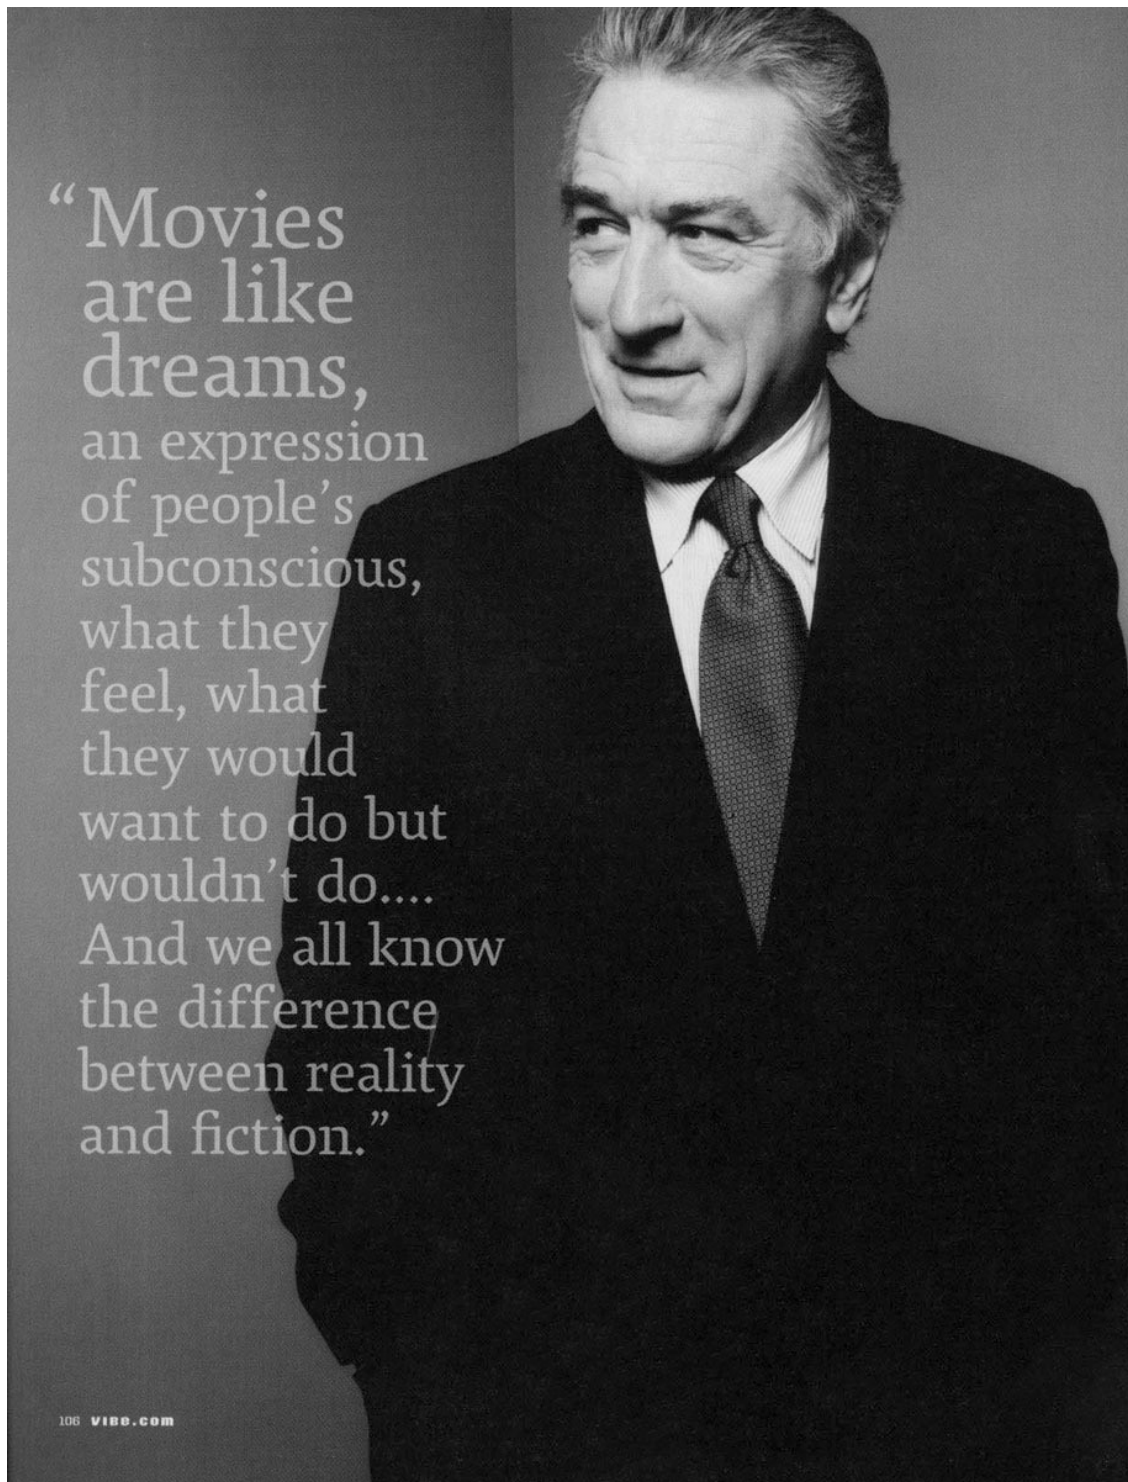 “Movies
are like
dreams,
an expression
of people’s
subconscious,
what they
feel, what
they would
want to do but
wouldn’t do....
And we all know
the difference
between reality
and fiction.”
106 VIBE.COM